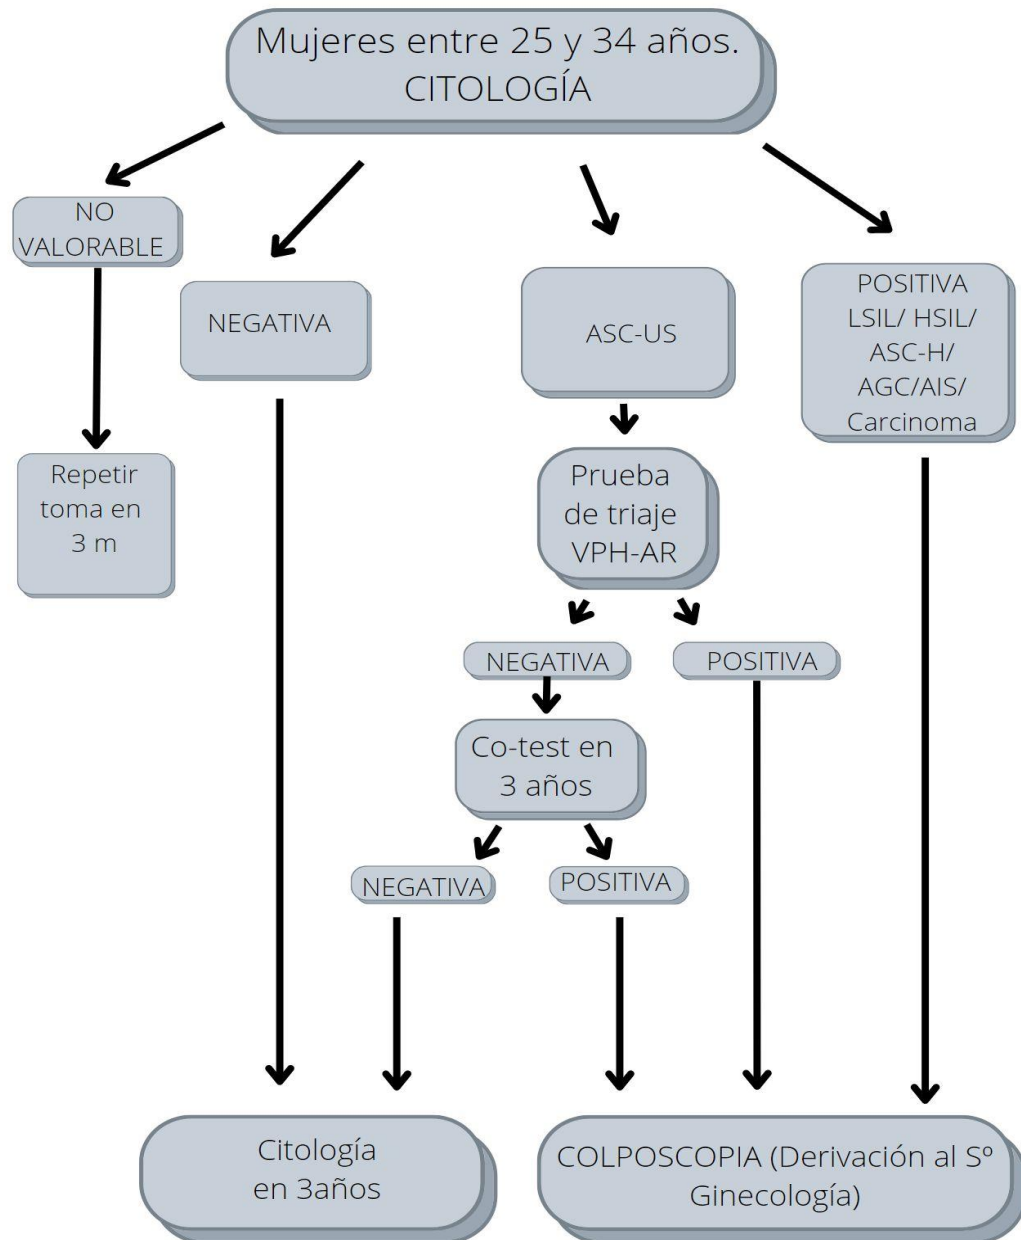 Mujeres entre 25 y 34 años.
CITOLOGÍA
NO
VALORABLE
NEGATIVA
ASC-US
POSITIVA
LSIL/ HSIL/
ASC-H/
AGC/AIS/
Carcinoma
Repetir
toma en
3 m
Prueba
de triaje
VPH-AR
NEGATIVA
POSITIVA
Co-test en
3 años
NEGATIVA
POSITIVA
Citología
en 3años
COLPOSCOPIA (Derivación al Sº
Ginecología)